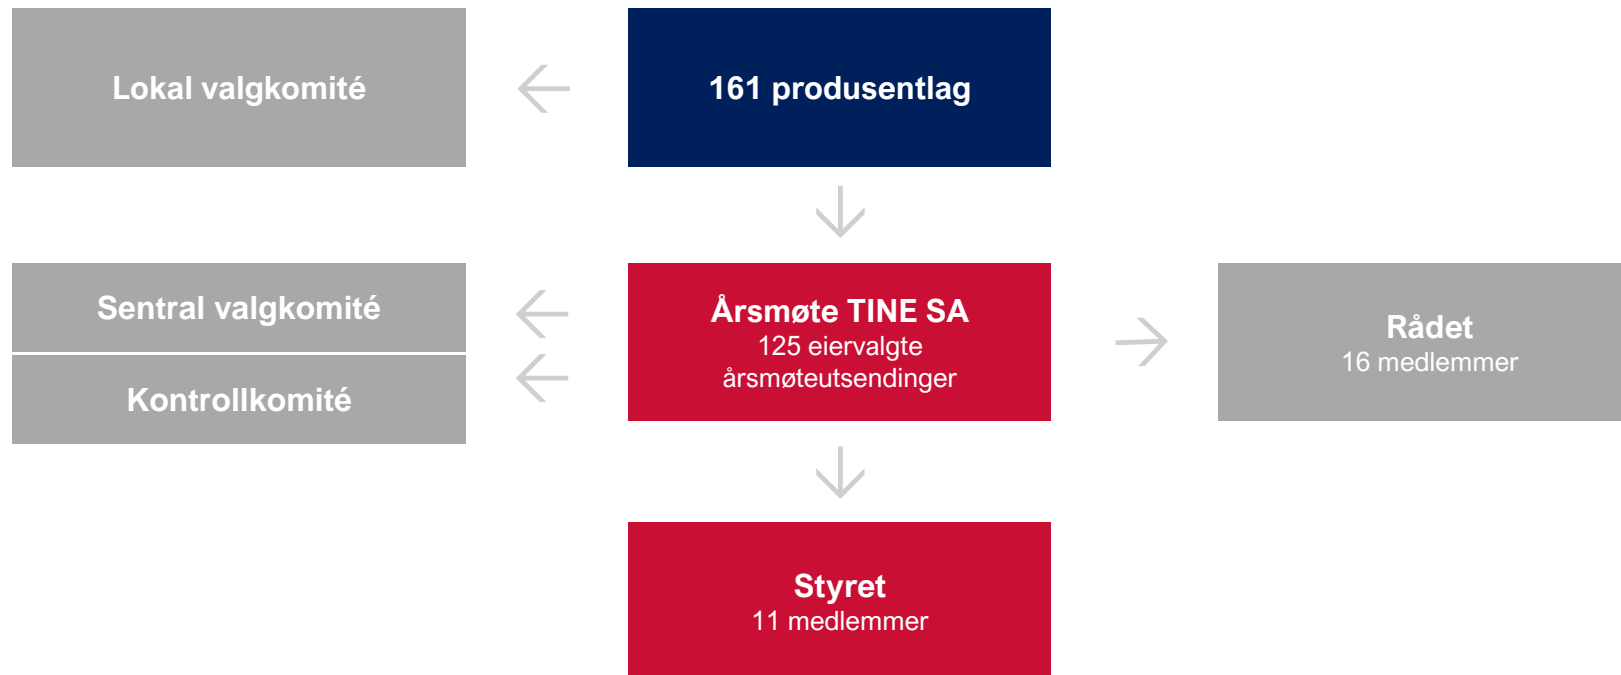 Lokal valgkomité
161 produsentlag
Sentral valgkomité
Kontrollkomité
Årsmøte TINE SA
125 eiervalgte
årsmøteutsendinger
Rådet
16 medlemmer
Styret
11 medlemmer